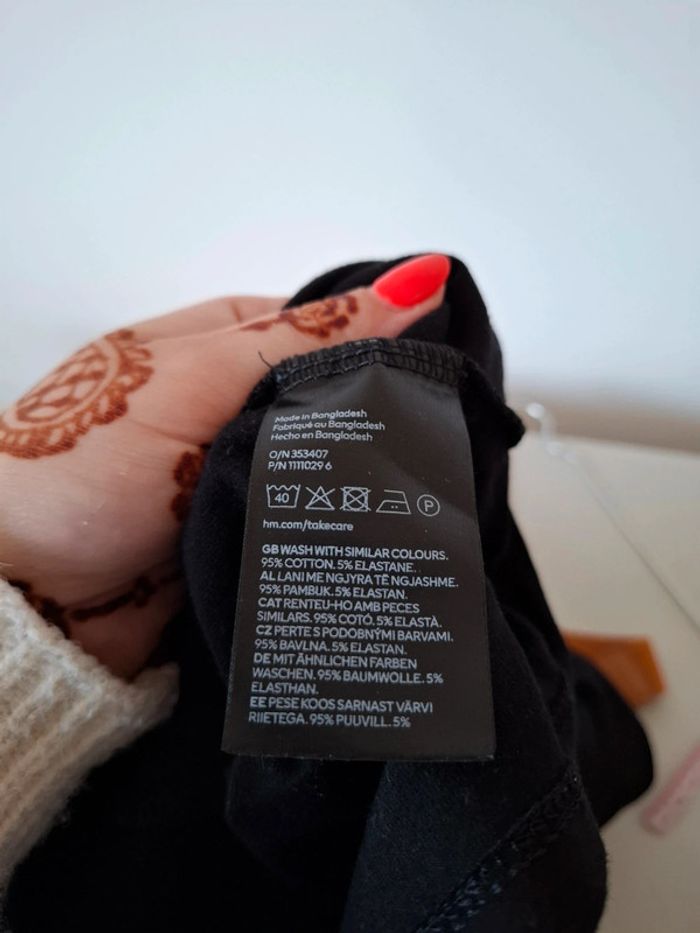 Made in Bangladesh
Fabriqué au Bangladesh
Hecho en Bangladesh
O/N 353407
P/N 1111029 6
40 P
hm.com/takecare
GB WASH WITH SIMILAR COLOURS.
95% COTTON. 5% ELASTANE.
AL LANI ME NGJYRA TË NGJASHME.
95% PAMBUK. 5% ELASTAN.
CAT RENTEU-HO AMB PECES
SIMILARS. 95% COTÓ. 5% ELASTÀ.
CZ PERTE S PODOBNÝMI BARVAMI.
95% BAVLNA. 5% ELASTAN.
DE MIT ÄHNLICHEN FARBEN
WASCHEN. 95% BAUMWOLLE. 5%
ELASTHAN.
EE PESE KOOS SARNAST VÄRVI
RIIETEGA. 95% PUUVILL. 5%